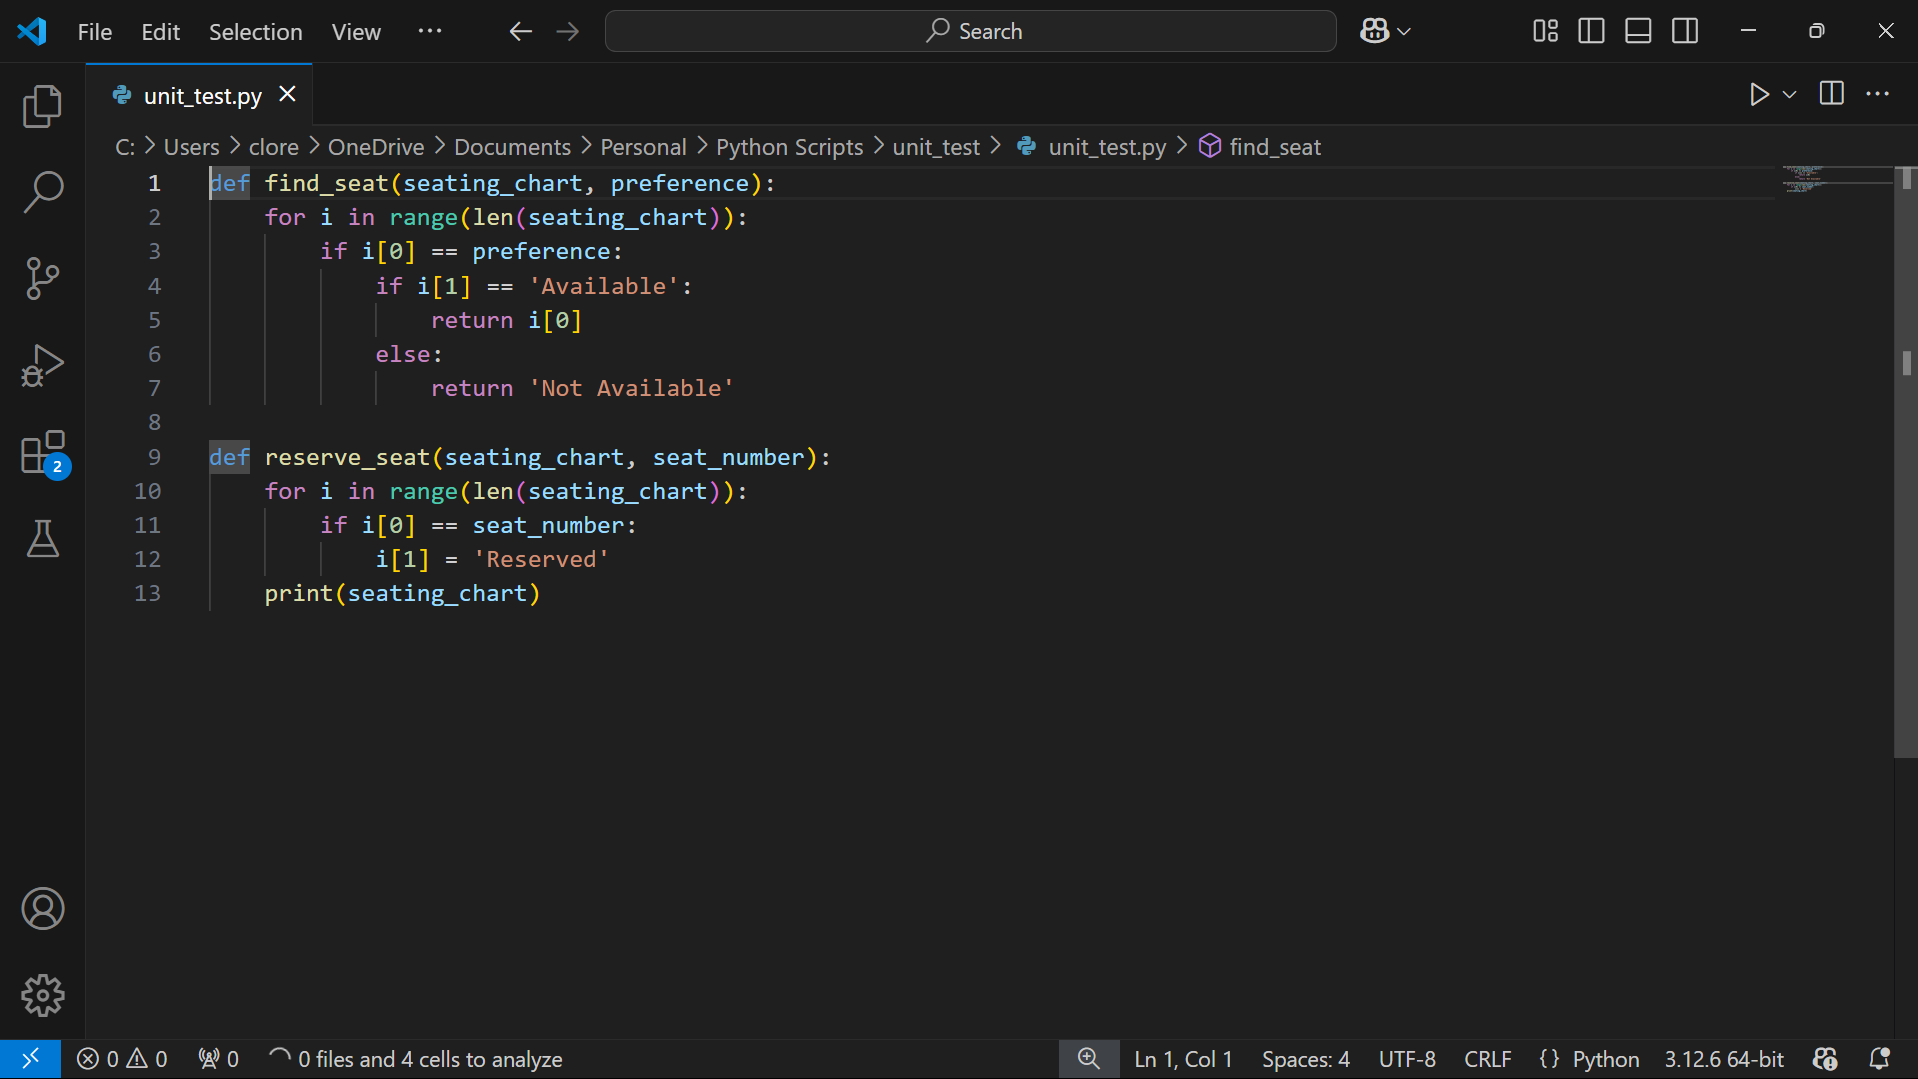 File Edit Selection View ··· Search
unit_test.py
C: > Users > clore > OneDrive > Documents > Personal > Python Scripts > unit_test > unit_test.py > find_seat
1 def find_seat(seating_chart, preference):
2     for i in range(len(seating_chart)):
3         if i[0] == preference:
4             if i[1] == 'Available':
5                 return i[0]
6             else:
7                 return 'Not Available'
8
9 def reserve_seat(seating_chart, seat_number):
10     for i in range(len(seating_chart)):
11         if i[0] == seat_number:
12             i[1] = 'Reserved'
13     print(seating_chart)
2
0 0 0 0 files and 4 cells to analyze Ln 1, Col 1 Spaces: 4 UTF-8 CRLF {} Python 3.12.6 64-bit